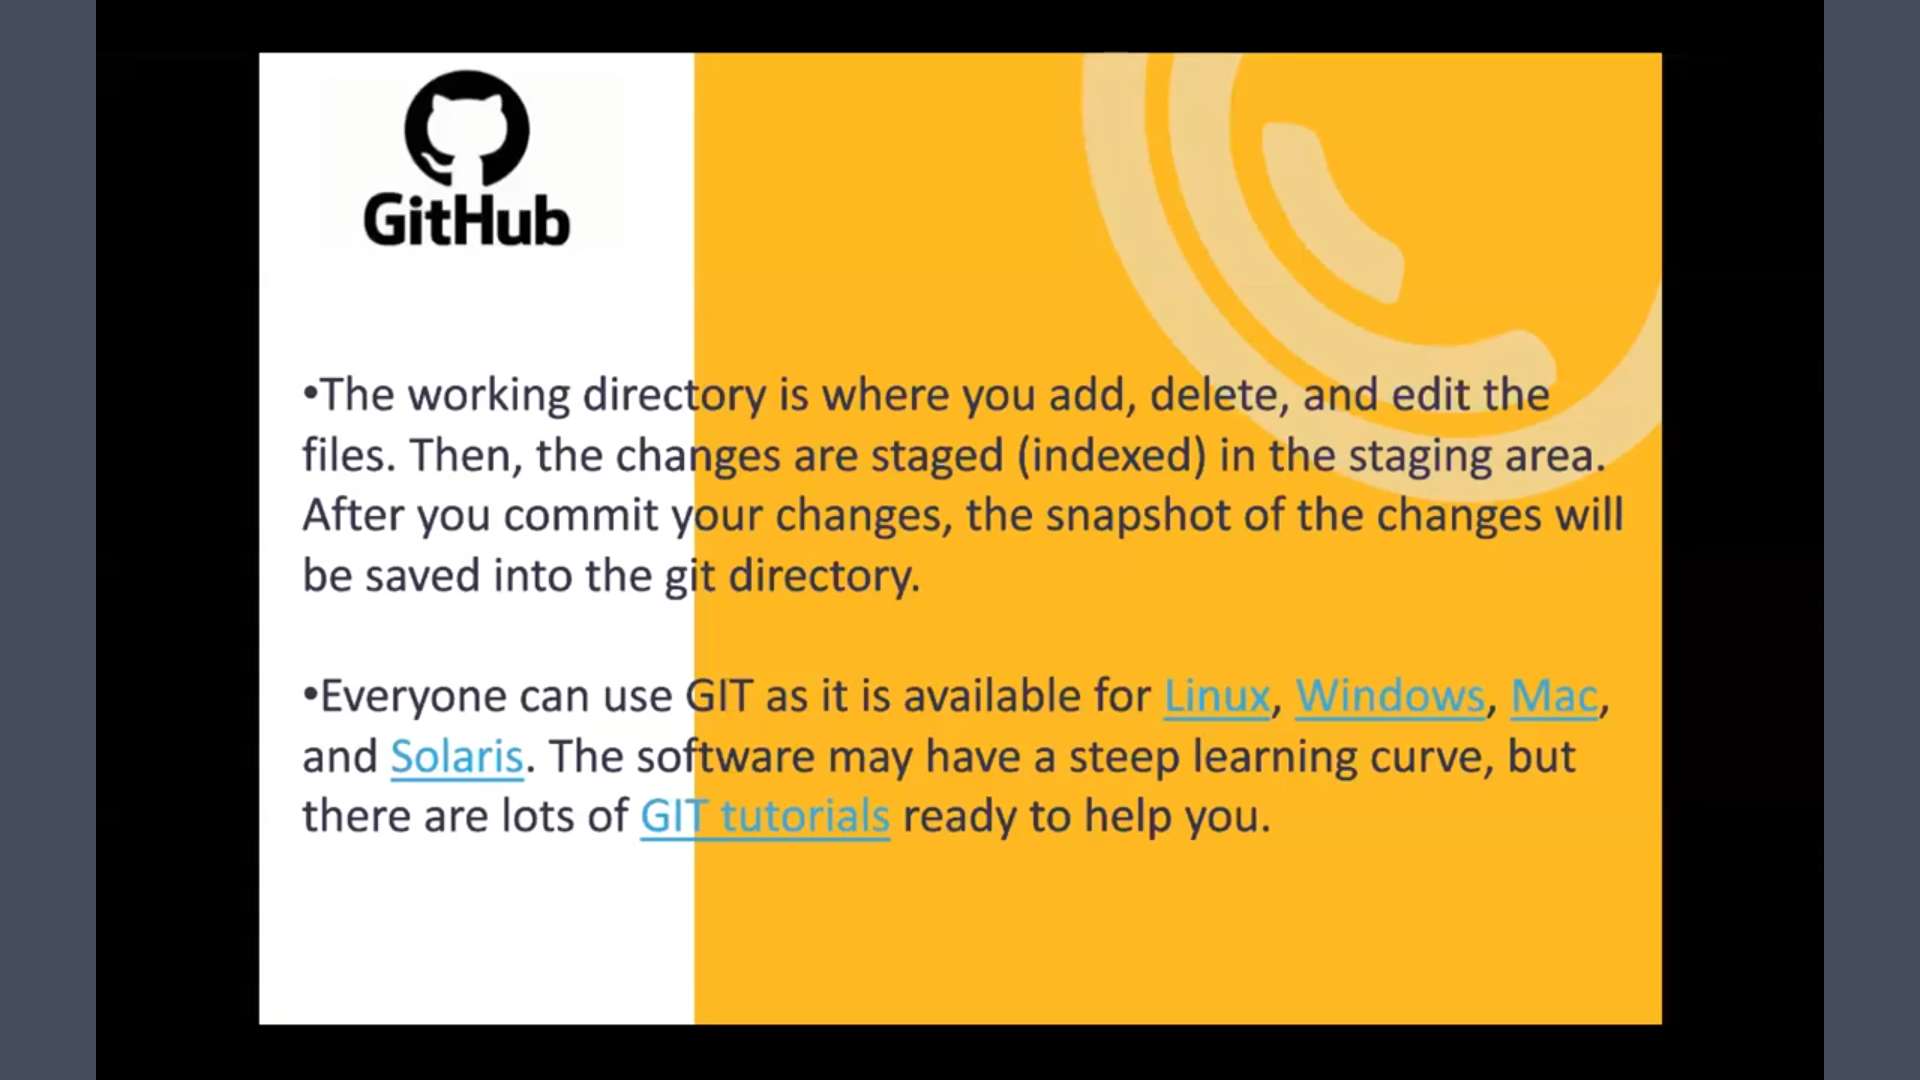 GitHub
•The working directory is where you add, delete, and edit the
files. Then, the changes are staged (indexed) in the staging area.
After you commit your changes, the snapshot of the changes will
be saved into the git directory.
•Everyone can use GIT as it is available for Linux, Windows, Mac,
and Solaris. The software may have a steep learning curve, but
there are lots of GIT tutorials ready to help you.